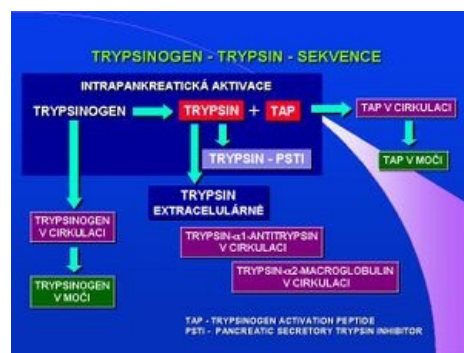 TRYPSINOGEN - TRYPSIN - SEKVENCE
INTRAPANKREATICKÁ AKTIVACE
TRYPSINOGEN
TRYPSIN + TAP
TAP V CIRKULACI
TRYPSIN - PSTI
TAP V MOČI
TRYPSIN
EXTRACELULÁRNĚ
TRYPSINOGEN
V CIRKULACI
TRYPSIN-α1-ANTITRYPSIN
V CIRKULACI
TRYPSIN-α2-MACROGLOBULIN
V CIRKULACI
TRYPSINOGEN
V MOČI
TAP - TRYPSINOGEN ACTIVATION PEPTIDE
PSTI - PANCREATIC SECRETORY TRYPSIN INHIBITOR